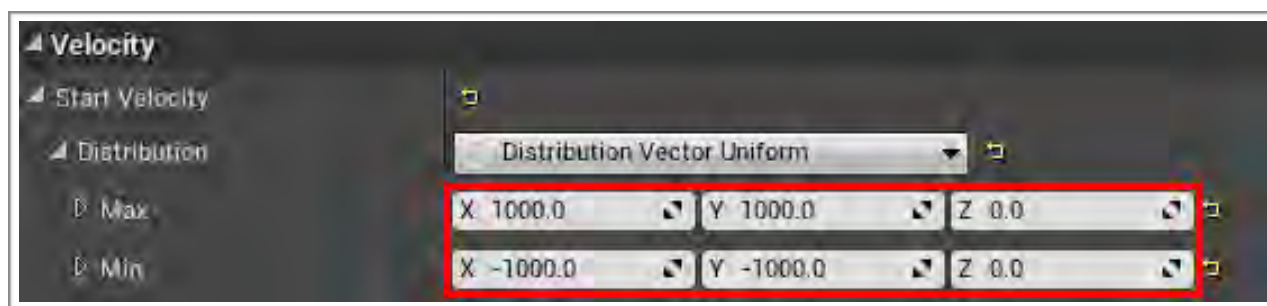 Velocity
Start Velocity
Distribution Distribution Vector Uniform
Max X 1000.0 Y 1000.0 Z 0.0
Min X -1000.0 Y -1000.0 Z 0.0